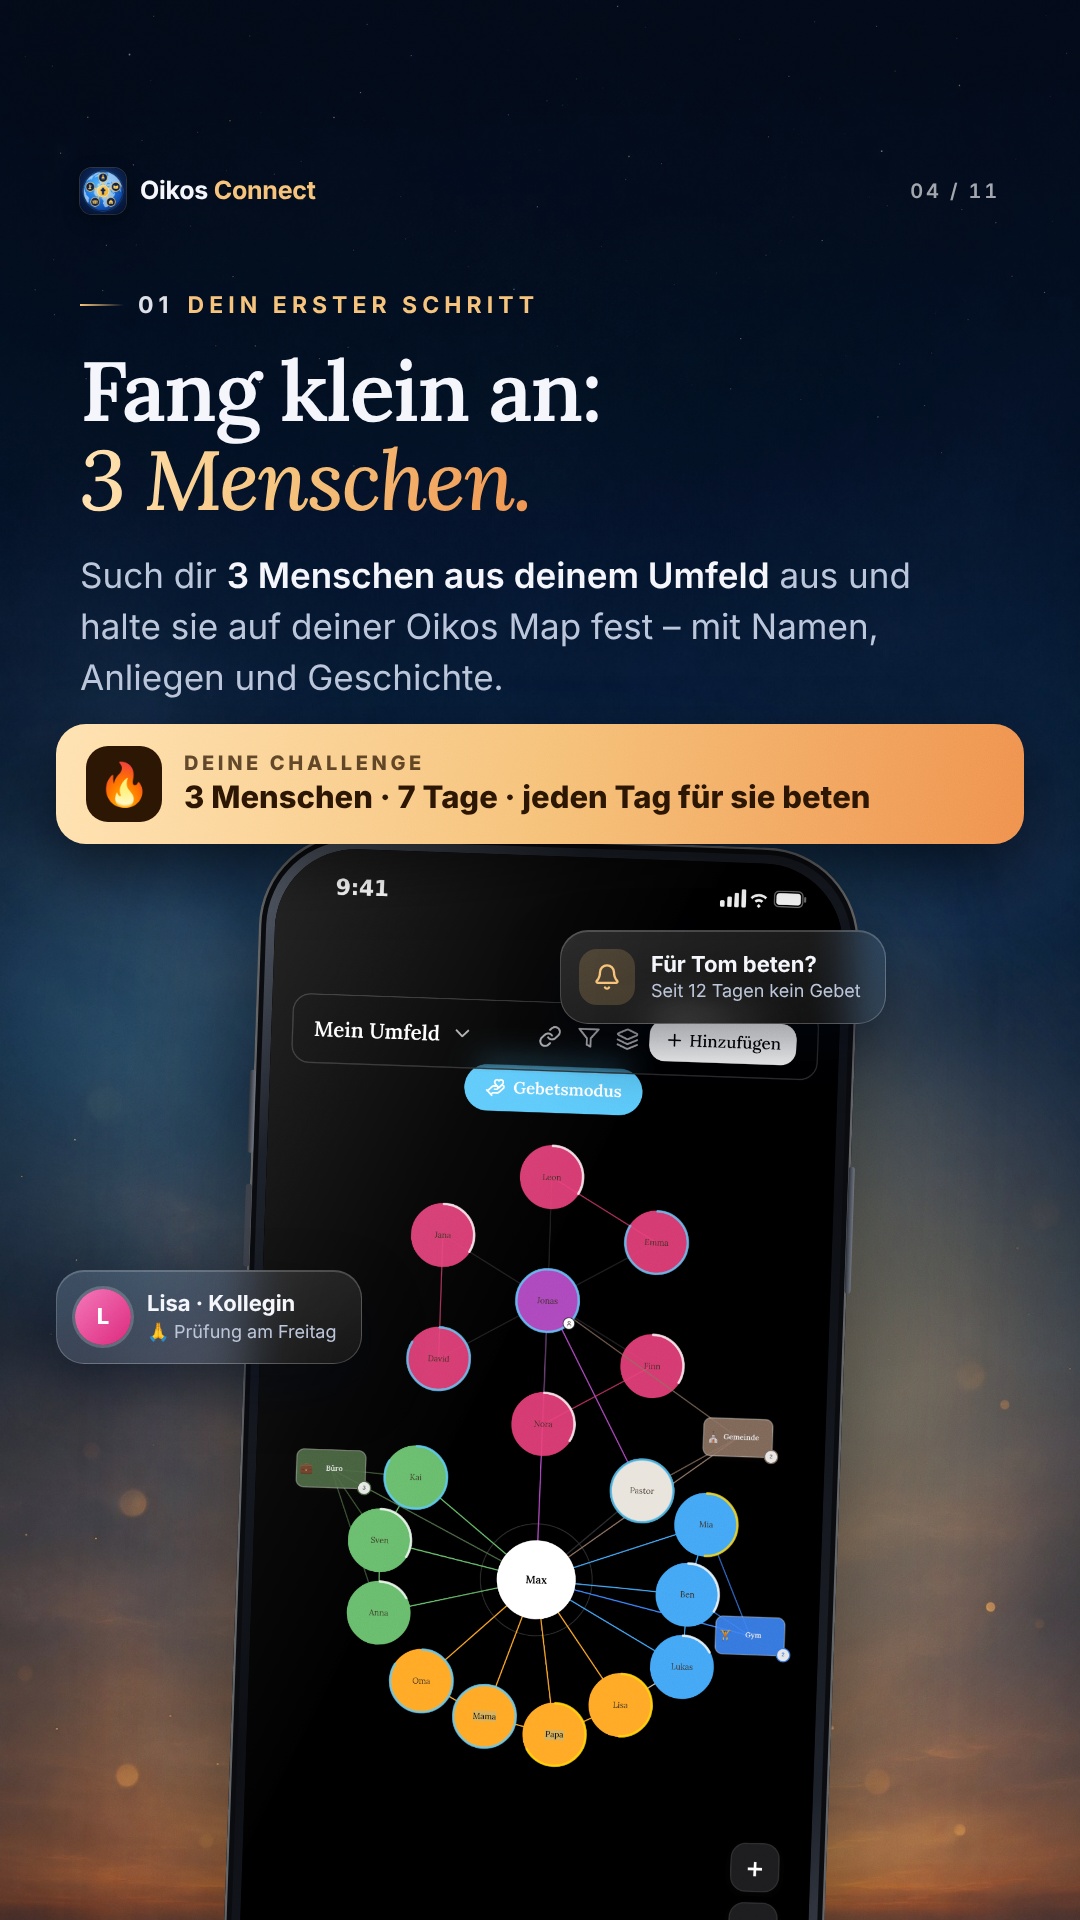 Oikos Connect
04 / 11
01 DEIN ERSTER SCHRITT
Fang klein an:
3 Menschen.
Such dir 3 Menschen aus deinem Umfeld aus und
halte sie auf deiner Oikos Map fest – mit Namen,
Anliegen und Geschichte.
DEINE CHALLENGE
3 Menschen · 7 Tage · jeden Tag für sie beten
9:41
Für Tom beten?
Seit 12 Tagen kein Gebet
Mein Umfeld
+ Hinzufügen
Gebetsmodus
Leon
Jana
Emma
Jonas
L
Lisa · Kollegin
🙏 Prüfung am Freitag
David
Finn
Nora
Gemeinde
Büro
Kai
Pastor
Mia
Sven
Max
Ben
Anna
Gym
Lukas
Oma
Lisa
Mama
Papa
+